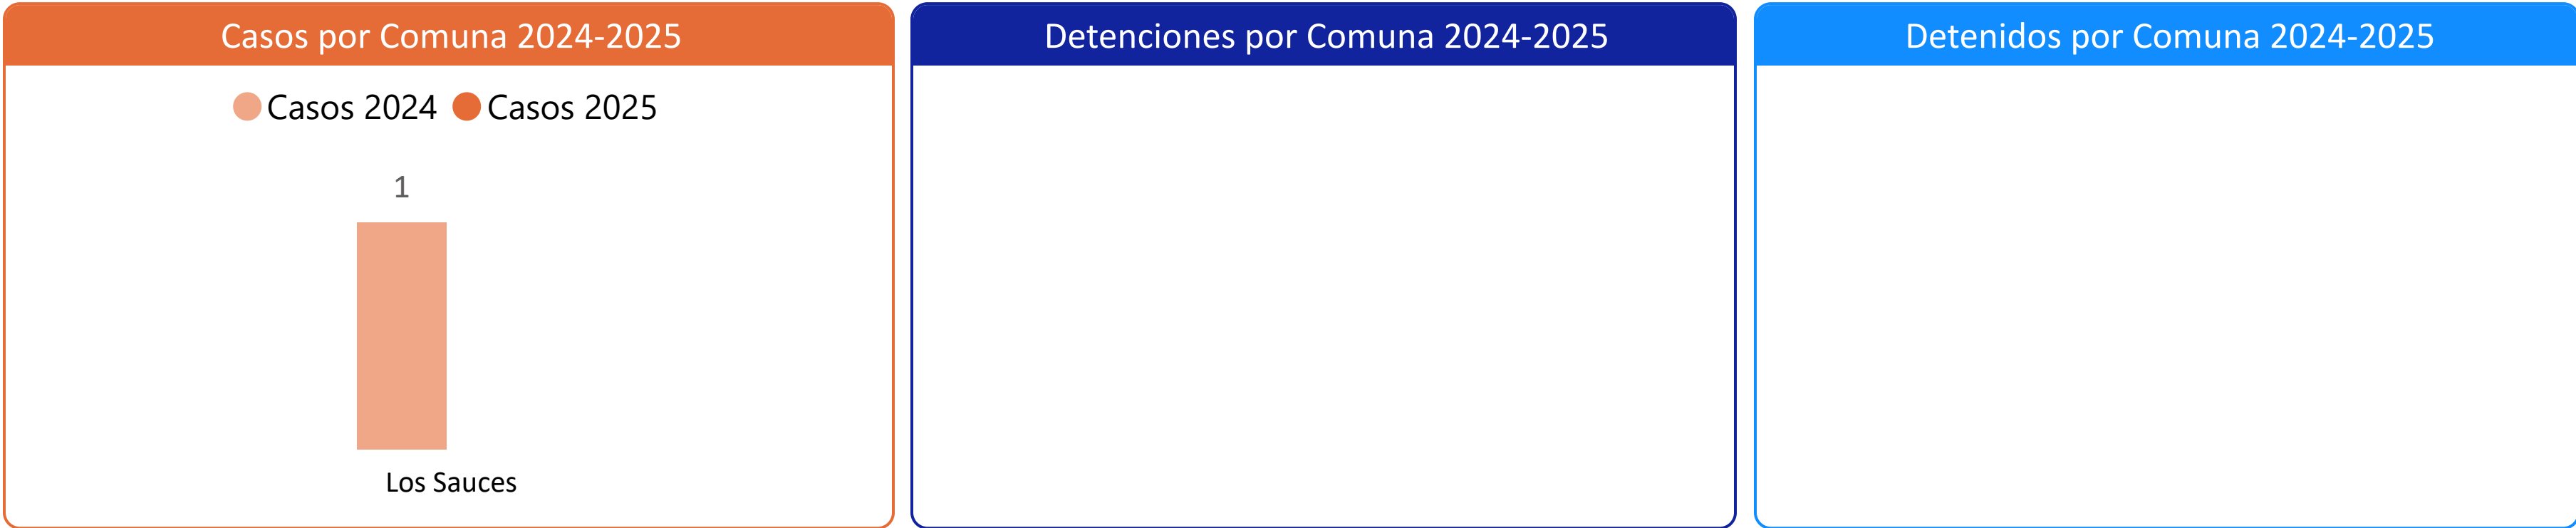 Casos por Comuna 2024-2025
Casos 2024 Casos 2025
1
Los Sauces
Detenciones por Comuna 2024-2025
Detenidos por Comuna 2024-2025